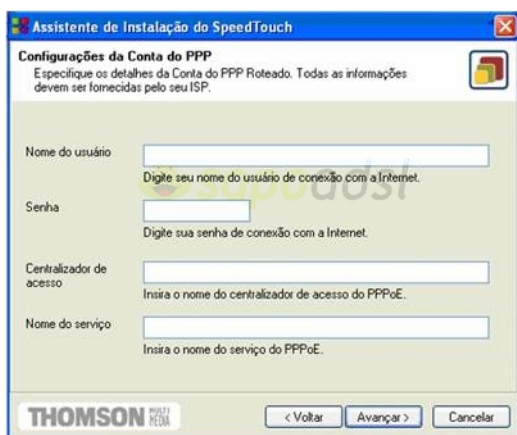 Assistente de Instalação do SpeedTouch
Configurações da Conta do PPP
Especifique os detalhes da Conta do PPP Roteado. Todas as informações
devem ser fornecidas pelo seu ISP.
Nome do usuário
Digite seu nome do usuário de conexão com a Internet.
sapoadsl
Senha
Digite sua senha de conexão com a Internet.
Centralizador de
acesso
Insira o nome do centralizador de acesso do PPPoE.
Nome do serviço
Insira o nome do serviço do PPPoE.
THOMSON MULTI MEDIA
< Voltar Avançar > Cancelar